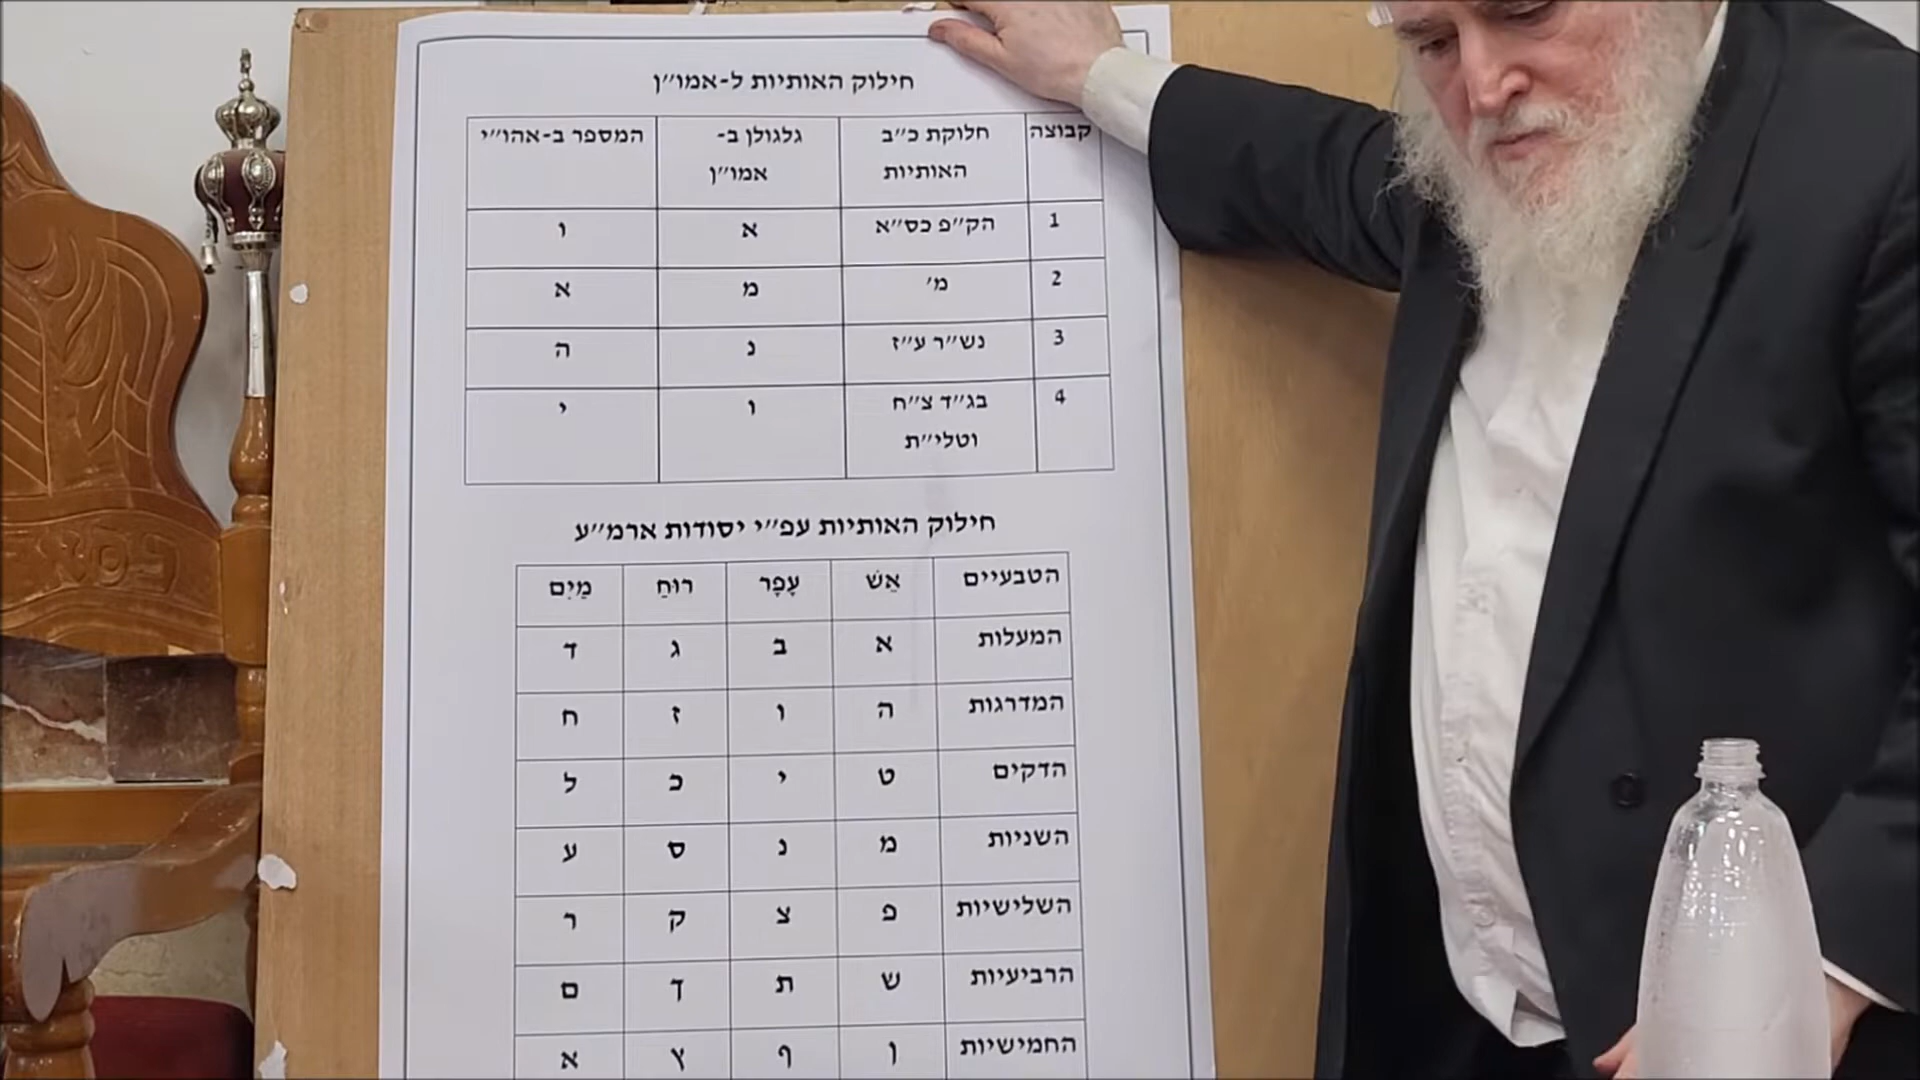 חילוק האותיות ל-אמו״ן
קבוצה חלוקת כ״ב האותיות גלגולן ב-אמו״ן המספר ב-אהו״י
1 הק״פ כס״א א ו
2 מ׳ מ א
3 נש״ר ע״ז נ ה
4 בג״ד צ״ח וטלי״ת ו י
חילוק האותיות עפ״י יסודות ארמ״ע
הטבעיים אֵשׁ עָפָר רוּחַ מַיִם
המעלות א ב ג ד
המדרגות ה ו ז ח
הדקים ט י כ ל
השניות מ נ ס ע
השלישיות פ צ ק ר
הרביעיות ש ת ך ם
החמישיות ן ף ץ א